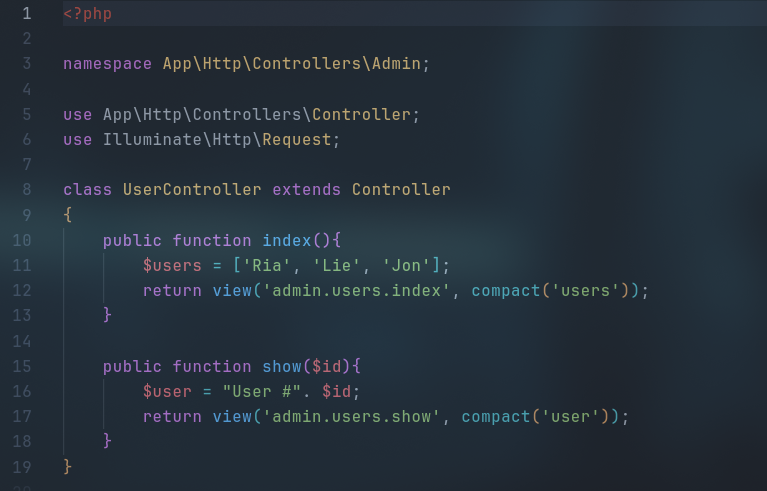 1 <?php
2
3 namespace App\Http\Controllers\Admin;
4
5 use App\Http\Controllers\Controller;
6 use Illuminate\Http\Request;
7
8 class UserController extends Controller
9 {
10     public function index(){
11         $users = ['Ria', 'Lie', 'Jon'];
12         return view('admin.users.index', compact('users'));
13     }
14
15     public function show($id){
16         $user = "User #". $id;
17         return view('admin.users.show', compact('user'));
18     }
19 }